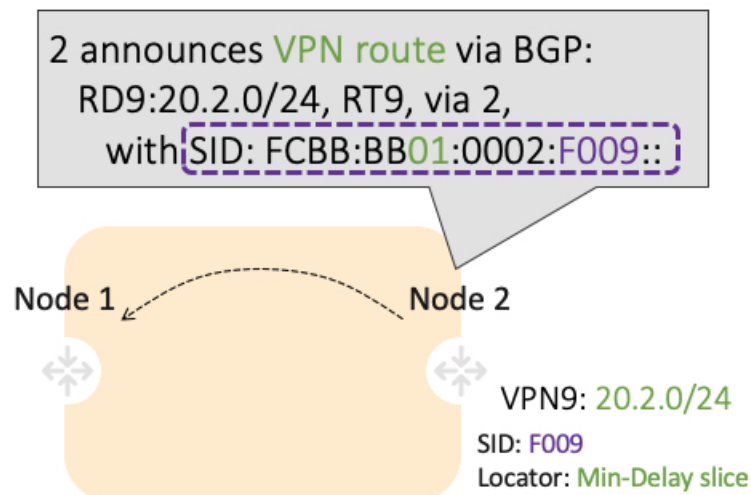 2 announces VPN route via BGP:
RD9:20.2.0/24, RT9, via 2,
with SID: FCBB:BB01:0002:F009::
Node 1
Node 2
VPN9: 20.2.0/24
SID: F009
Locator: Min-Delay slice